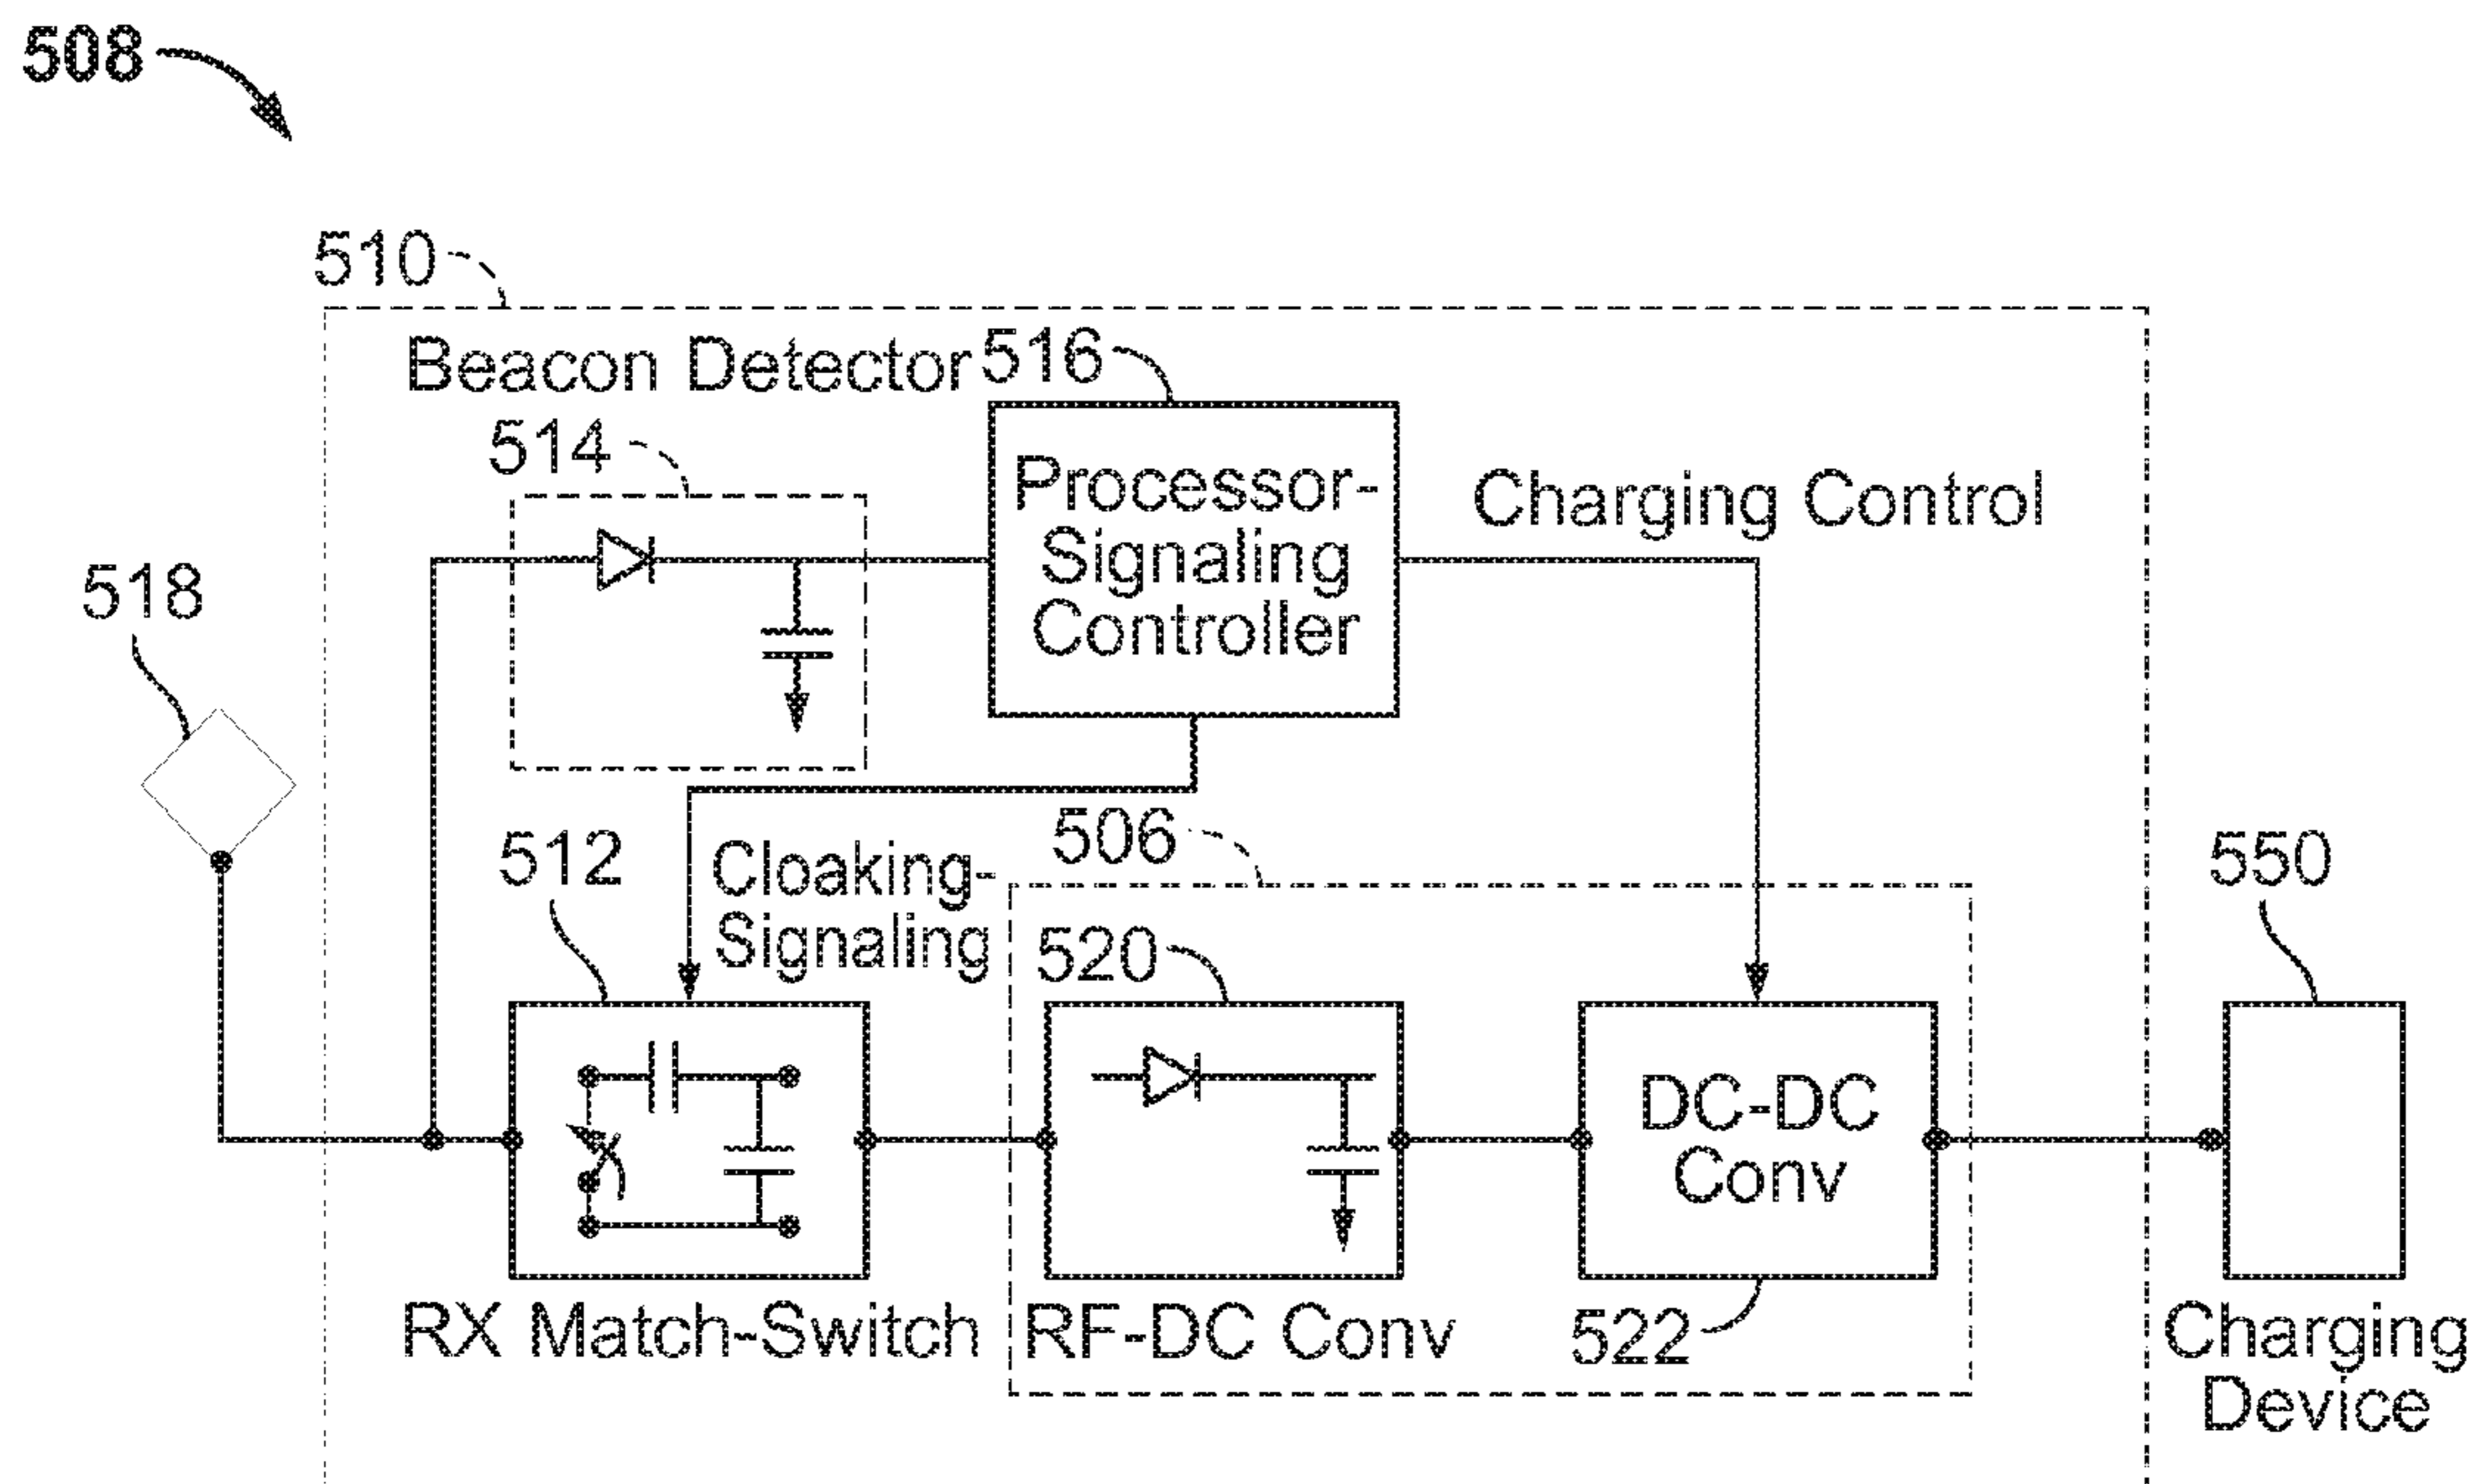 508
510
Beacon Detector
516
514
Processor-
Signaling
Controller
Charging Control
518
512
Cloaking-
Signaling
506
520
550
DC-DC
Conv
RX Match-Switch
RF-DC Conv
522
Charging
Device